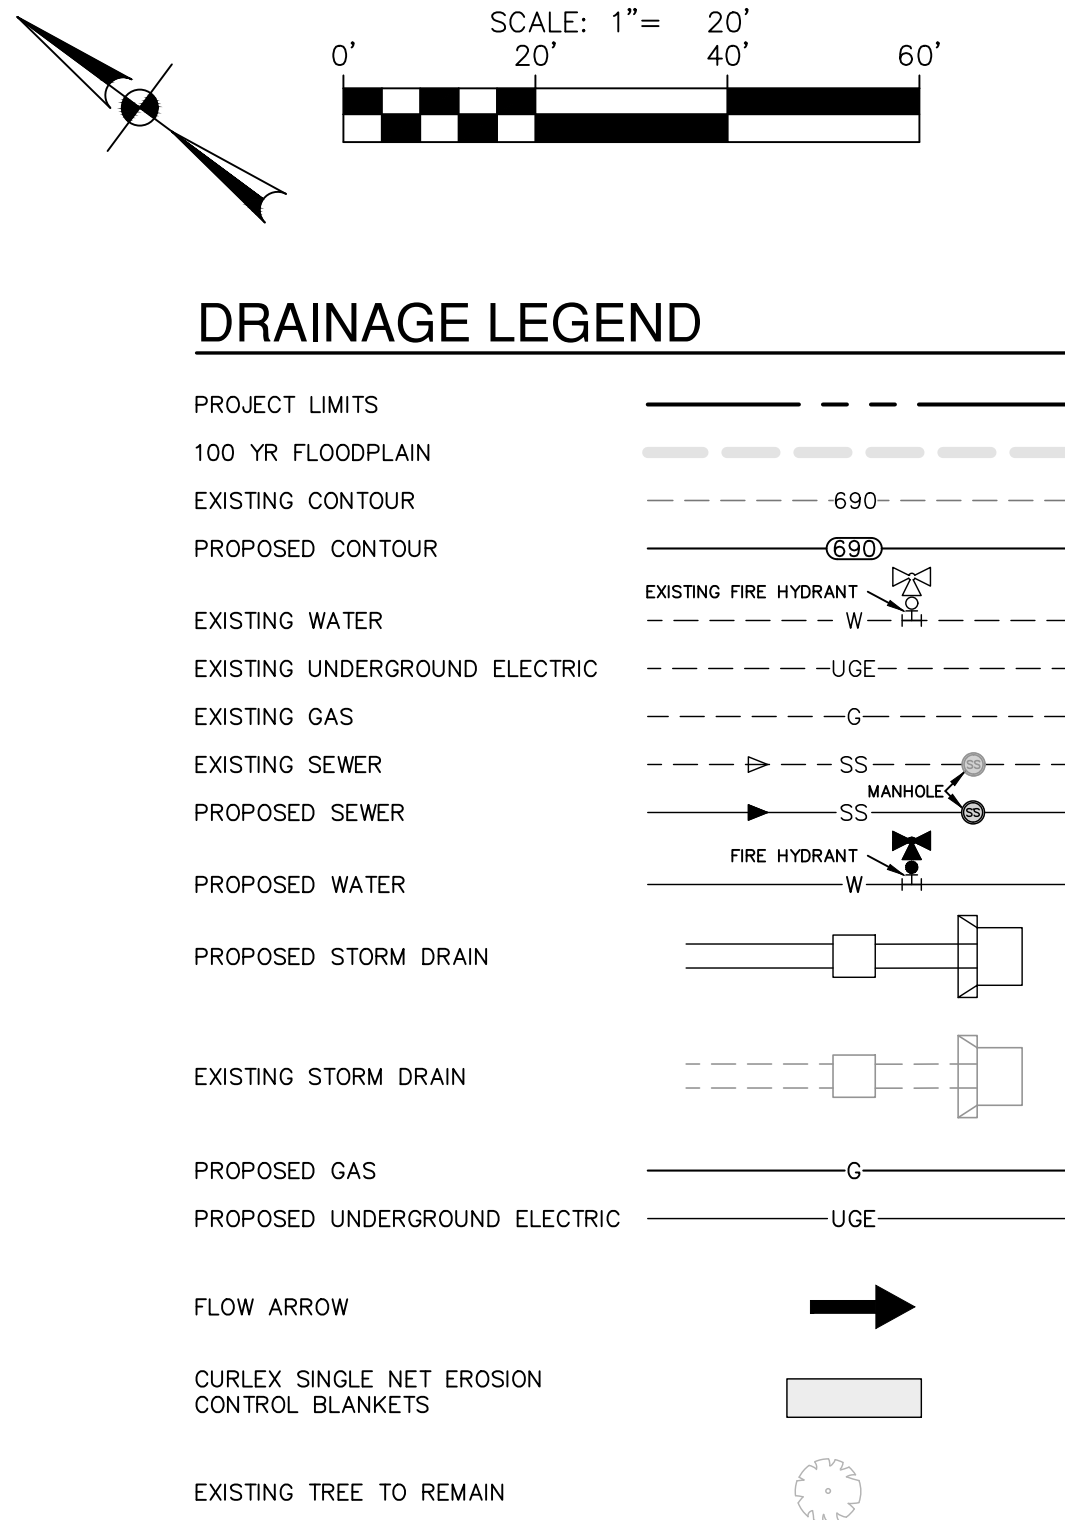 SCALE: 1"= 20'
0' 20' 40' 60'
DRAINAGE LEGEND
PROJECT LIMITS
100 YR FLOODPLAIN
EXISTING CONTOUR 690
PROPOSED CONTOUR 690
EXISTING FIRE HYDRANT
EXISTING WATER W
EXISTING UNDERGROUND ELECTRIC UGE
EXISTING GAS G
EXISTING SEWER SS SS
MANHOLE
PROPOSED SEWER SS SS
FIRE HYDRANT
PROPOSED WATER W
PROPOSED STORM DRAIN
EXISTING STORM DRAIN
PROPOSED GAS G
PROPOSED UNDERGROUND ELECTRIC UGE
FLOW ARROW
CURLEX SINGLE NET EROSION
CONTROL BLANKETS
EXISTING TREE TO REMAIN